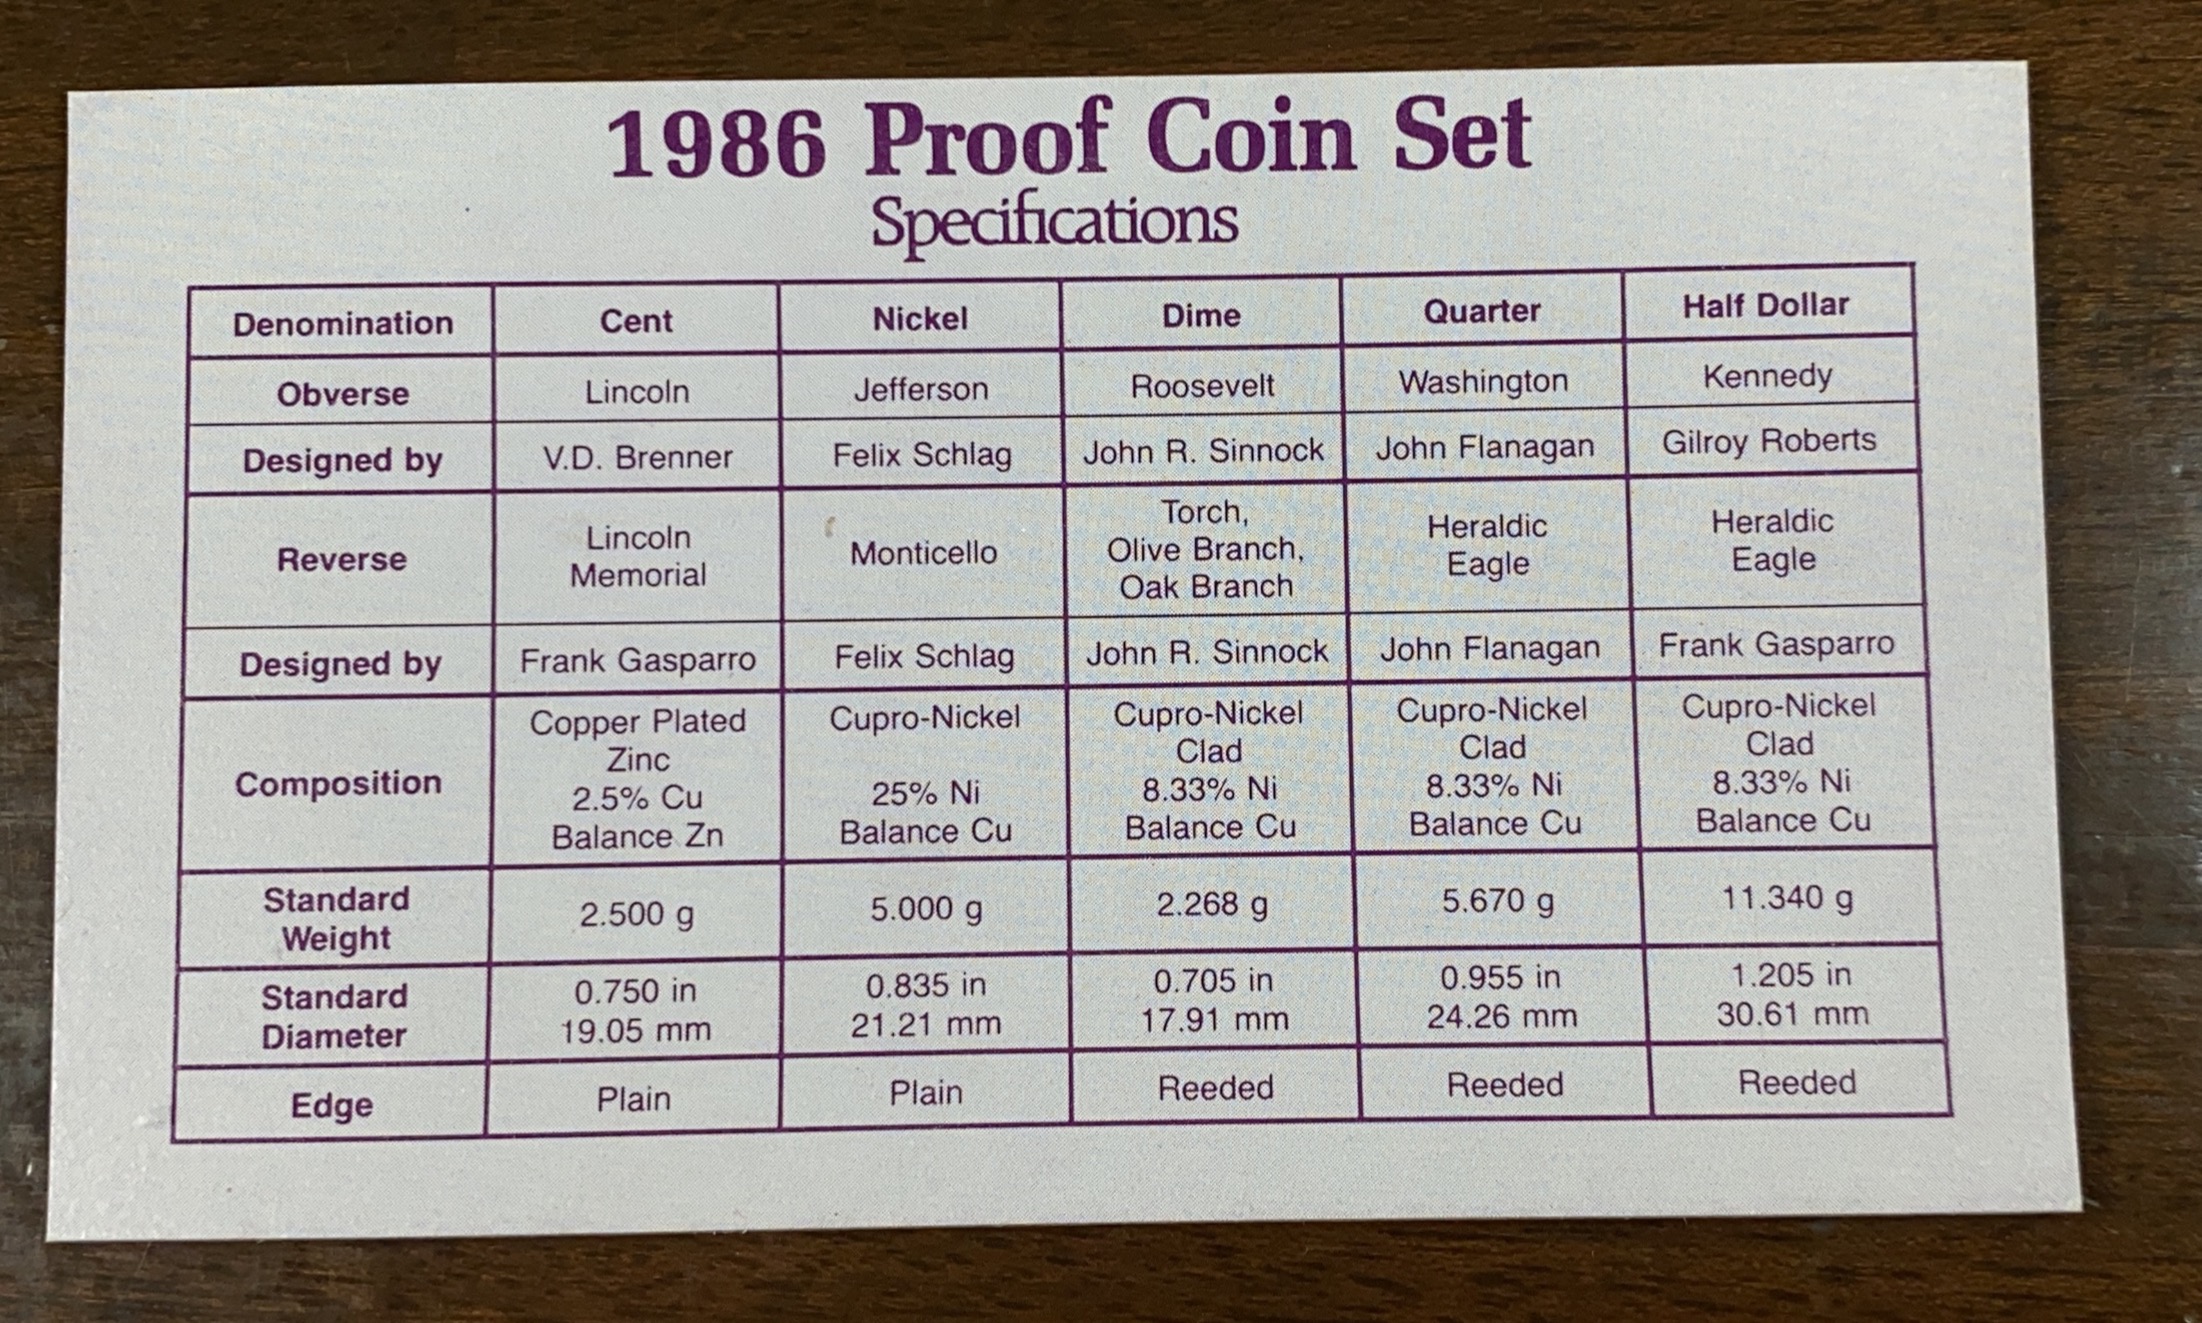 1986 Proof Coin Set
Specifications
Denomination Cent Nickel Dime Quarter Half Dollar
Obverse Lincoln Jefferson Roosevelt Washington Kennedy
Designed by V.D. Brenner Felix Schlag John R. Sinnock John Flanagan Gilroy Roberts
Reverse
Lincoln
Memorial
Monticello
Torch,
Olive Branch,
Oak Branch
Heraldic
Eagle
Heraldic
Eagle
Designed by Frank Gasparro Felix Schlag John R. Sinnock John Flanagan Frank Gasparro
Composition
Copper Plated
Zinc
2.5% Cu
Balance Zn
Cupro-Nickel
25% Ni
Balance Cu
Cupro-Nickel
Clad
8.33% Ni
Balance Cu
Cupro-Nickel
Clad
8.33% Ni
Balance Cu
Cupro-Nickel
Clad
8.33% Ni
Balance Cu
Standard
Weight
2.500 g
5.000 g
2.268 g
5.670 g
11.340 g
Standard
Diameter
0.750 in
19.05 mm
0.835 in
21.21 mm
0.705 in
17.91 mm
0.955 in
24.26 mm
1.205 in
30.61 mm
Edge Plain Plain Reeded Reeded Reeded